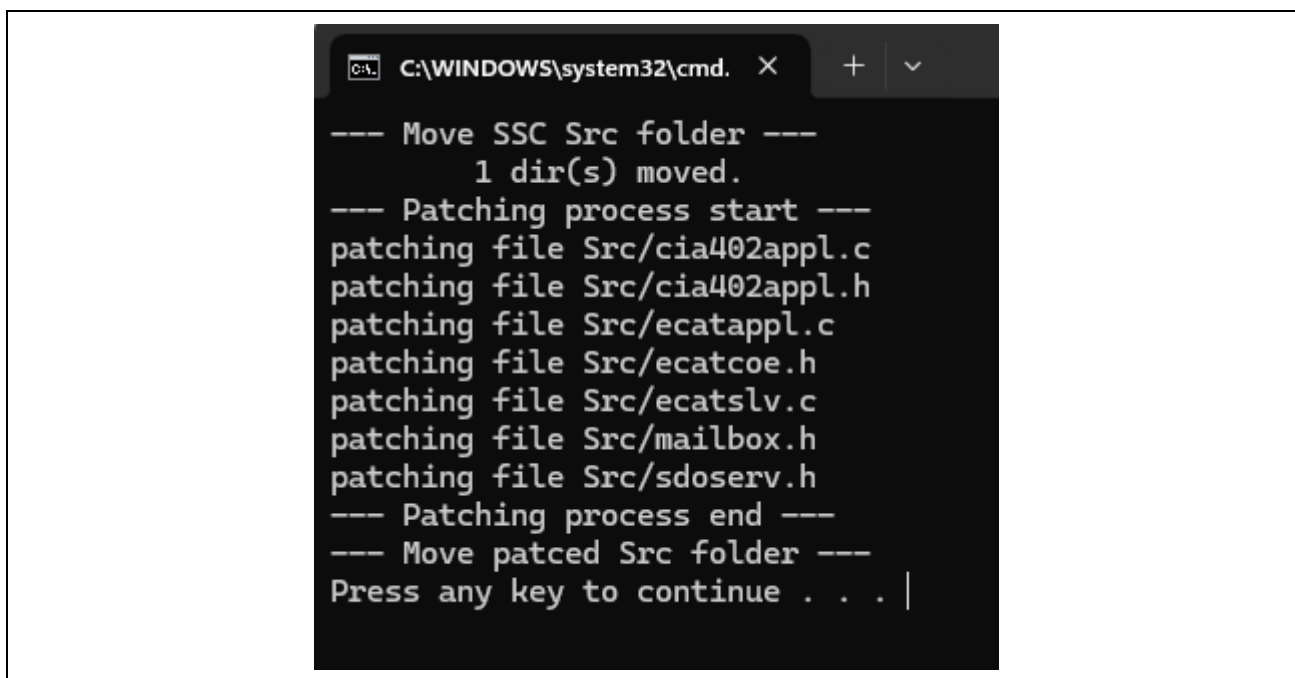 C:\WINDOWS\system32\cmd.
--- Move SSC Src folder ---
1 dir(s) moved.
--- Patching process start ---
patching file Src/cia402appl.c
patching file Src/cia402appl.h
patching file Src/ecatappl.c
patching file Src/ecatcoe.h
patching file Src/ecatslv.c
patching file Src/mailbox.h
patching file Src/sdoserv.h
--- Patching process end ---
--- Move patced Src folder ---
Press any key to continue . . .